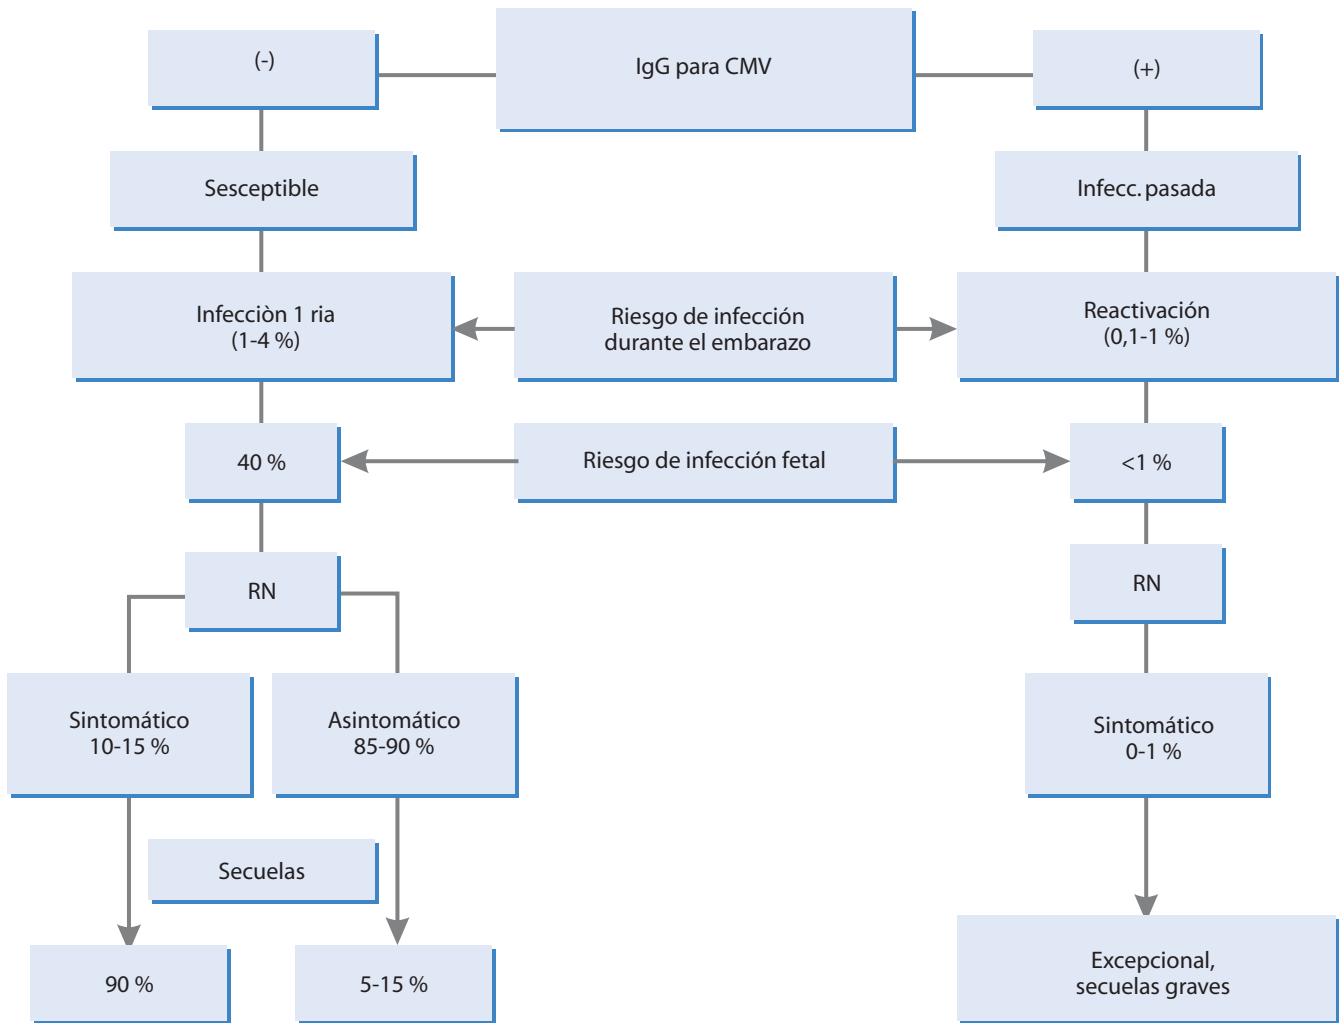 (-)
IgG para CMV
(+)
Sesceptible
Infecc. pasada
Infecciòn 1 ria
(1-4 %)
Riesgo de infección
durante el embarazo
Reactivación
(0,1-1 %)
40 %
Riesgo de infección fetal
<1 %
RN
RN
Sintomático
10-15 %
Asintomático
85-90 %
Sintomático
0-1 %
Secuelas
90 %
5-15 %
Excepcional,
secuelas graves